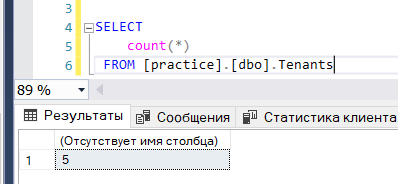 3
4 SELECT
5 count(*)
6 FROM [practice].[dbo].Tenants
89 %
Результаты Сообщения Статистика клиента
(Отсутствует имя столбца)
1 5